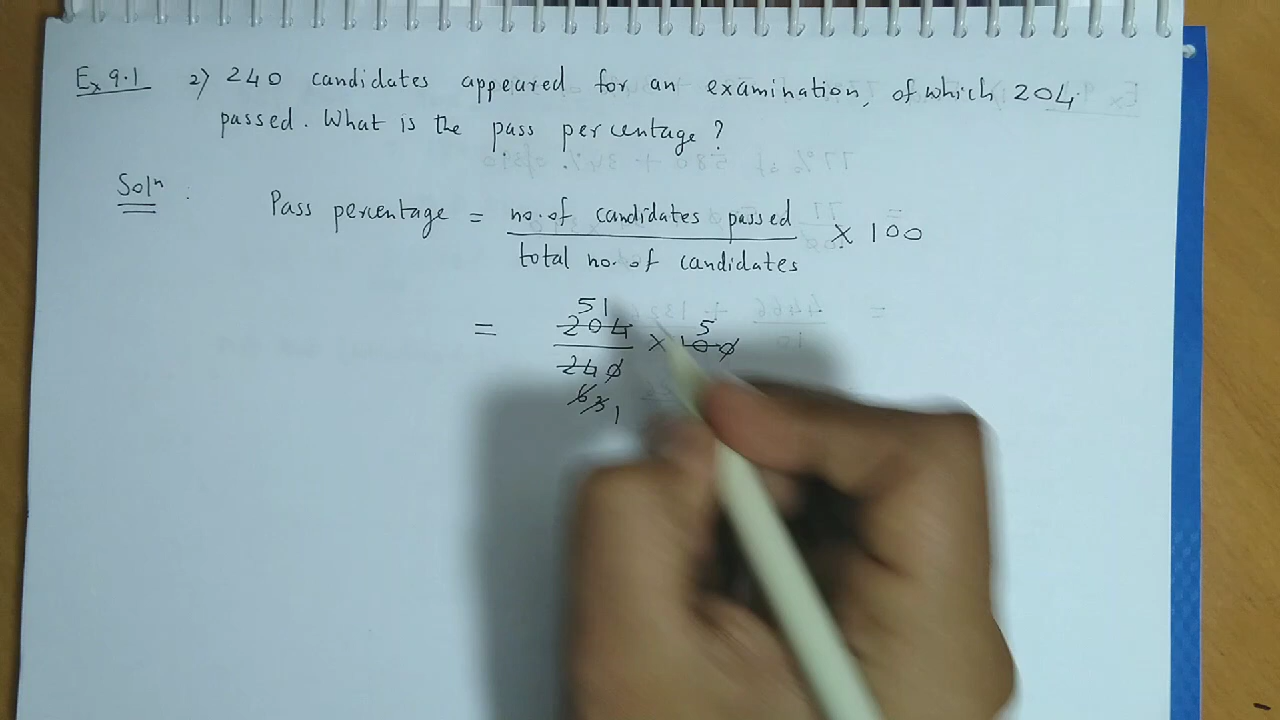 Ex 9.1 2) 240 candidates appeared for an examination, of which 204
passed. What is the pass percentage?
Solⁿ :
Pass percentage = no. of candidates passed × 100
total no. of candidates
51
= 204 × 100 5
240
6 3 1